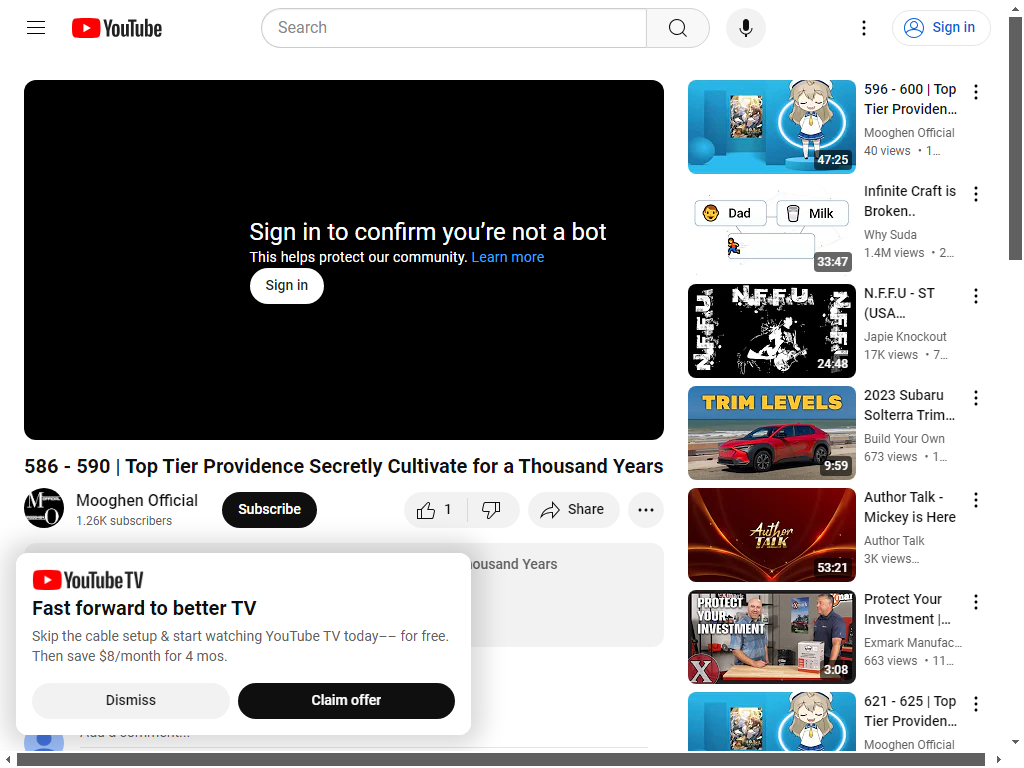 YouTube
Search
Sign in
Sign in to confirm you’re not a bot
This helps protect our community. Learn more
Sign in
586 - 590 | Top Tier Providence Secretly Cultivate for a Thousand Years
Mooghen Official
1.26K subscribers
Subscribe
1
Share
YouTube TV
Fast forward to better TV
Skip the cable setup & start watching YouTube TV today–– for free.
Then save $8/month for 4 mos.
Dismiss
Claim offer
Add a comment...
47:25
596 - 600 | Top
Tier Providen...
Mooghen Official
40 views • 1...
Dad
Milk
33:47
Infinite Craft is
Broken..
Why Suda
1.4M views • 2...
N.F.F.U
N.F.F.U
24:48
N.F.F.U - ST
(USA...
Japie Knockout
17K views • 7...
TRIM LEVELS
9:59
2023 Subaru
Solterra Trim...
Build Your Own
673 views • 1...
Author
TALK
53:21
Author Talk -
Mickey is Here
Author Talk
3K views...
PROTECT
YOUR
INVESTMENT
X
3:08
Protect Your
Investment |...
Exmark Manufac...
663 views • 11...
621 - 625 | Top
Tier Providen...
Mooghen Official